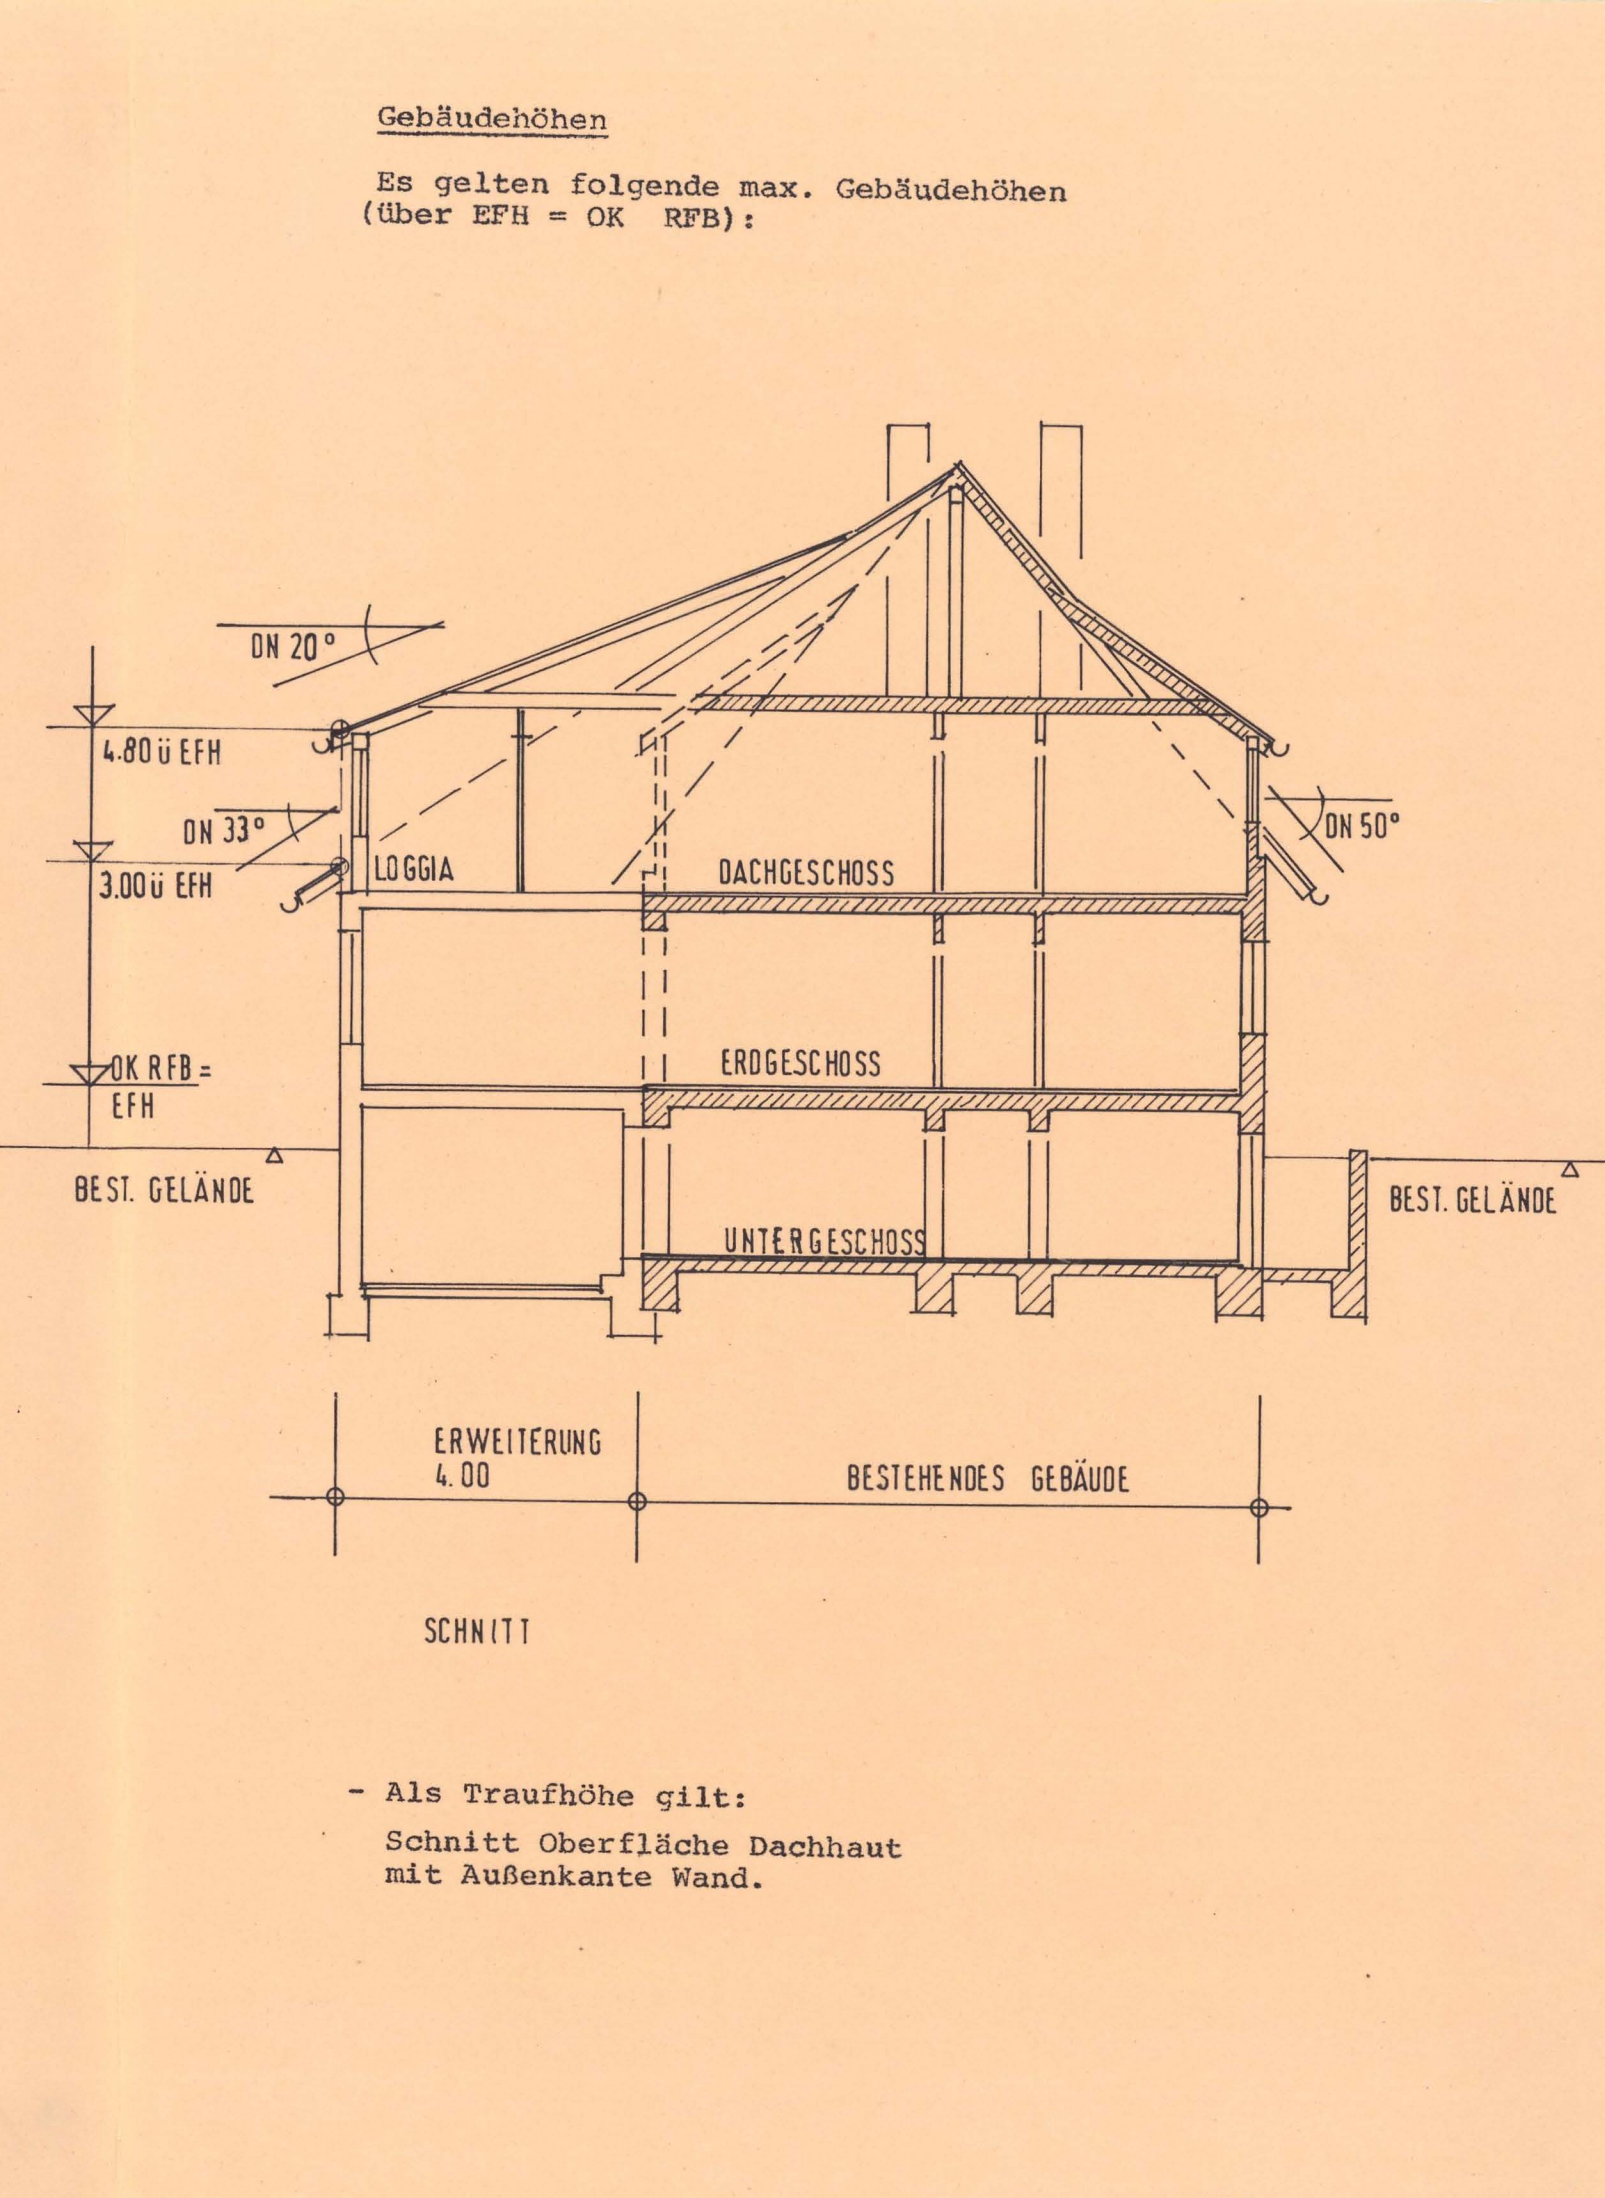 Gebäudehöhen
Es gelten folgende max. Gebäudehöhen
(über EFH = OK RFB):
DN 20°
4.80 ü EFH
DN 33°
DN 50°
LOGGIA
DACHGESCHOSS
3.00 ü EFH
OK RFB =
EFH
ERDGESCHOSS
BEST. GELÄNDE
BEST. GELÄNDE
UNTERGESCHOSS
ERWEITERUNG
4.00
BESTEHENDES GEBÄUDE
SCHNITT
- Als Traufhöhe gilt:
Schnitt Oberfläche Dachhaut
mit Außenkante Wand.